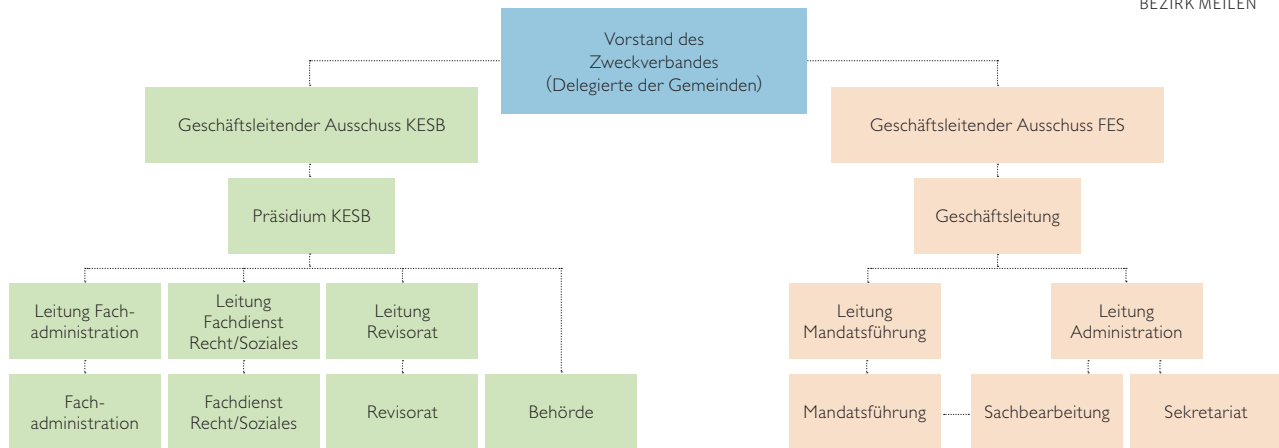 BEZIRK MEILEN
Vorstand des
Zweckverbandes
(Delegierte der Gemeinden)
Geschäftsleitender Ausschuss KESB
Geschäftsleitender Ausschuss FES
Präsidium KESB
Geschäftsleitung
Leitung Fach-
administration
Leitung
Fachdienst
Recht/Soziales
Leitung
Revisorat
Leitung
Mandatsführung
Leitung
Administration
Fach-
administration
Fachdienst
Recht/Soziales
Revisorat
Behörde
Mandatsführung
Sachbearbeitung
Sekretariat